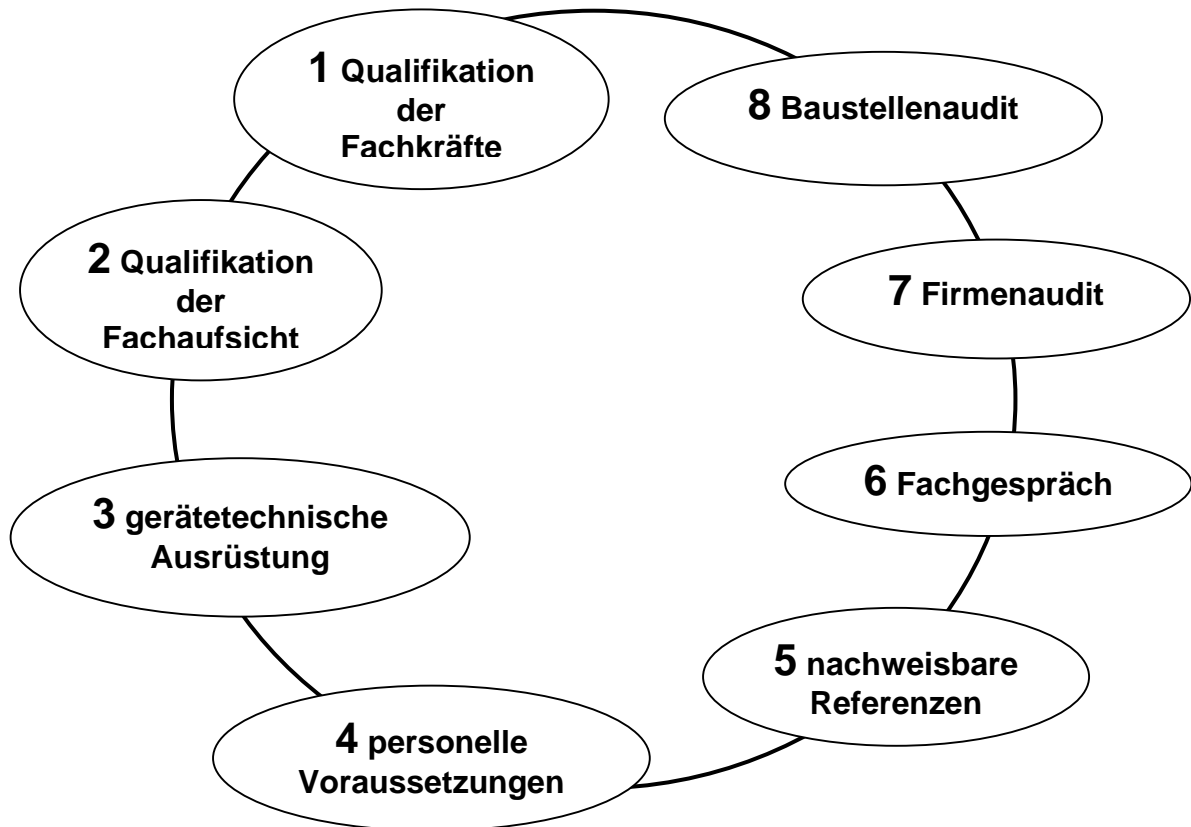 1 Qualifikation
der
Fachkräfte
2 Qualifikation
der
Fachaufsicht
3 gerätetechnische
Ausrüstung
4 personelle
Voraussetzungen
5 nachweisbare
Referenzen
6 Fachgespräch
7 Firmenaudit
8 Baustellenaudit